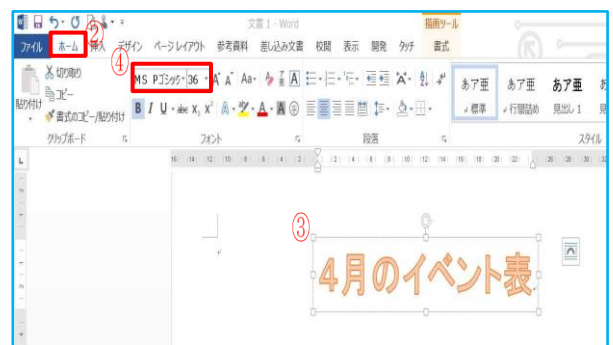 文書 1 - Word
描画ツール
ファイル ホーム 挿入 デザイン ページ レイアウト 参考資料 差し込み文書 校閲 表示 開発 タッチ 書式
②
④
切り取り
コピー
書式のコピー/貼り付け
貼り付け
クリップボード
MS Pゴシック 36
B I U abc X₂ X² A A A
フォント
段落
あア亜 あア亜 あア亜
標準 行間詰め 見出し 1
スタイル
③
4月のイベント表